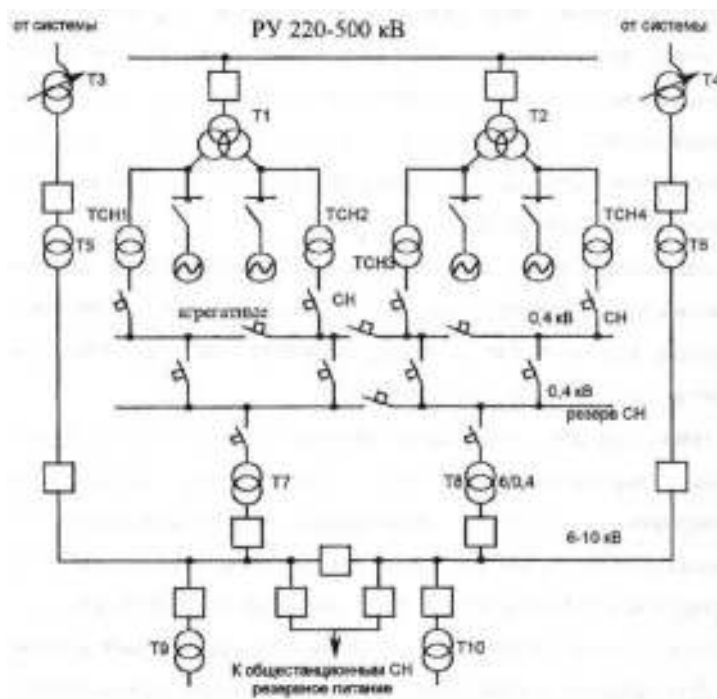 от системы
РУ 220-500 кВ
от системы
Т3
Т4
Т1
Т2
ТСН1
ТСН2
ТСН4
Т5
ТСН3
Т6
агрегатные
СН
0,4 кВ
СН
0,4 кВ
резерв СН
Т7
Т8
6/0,4
6-10 кВ
Т9
Т10
К общестанционным СН
резервное питание